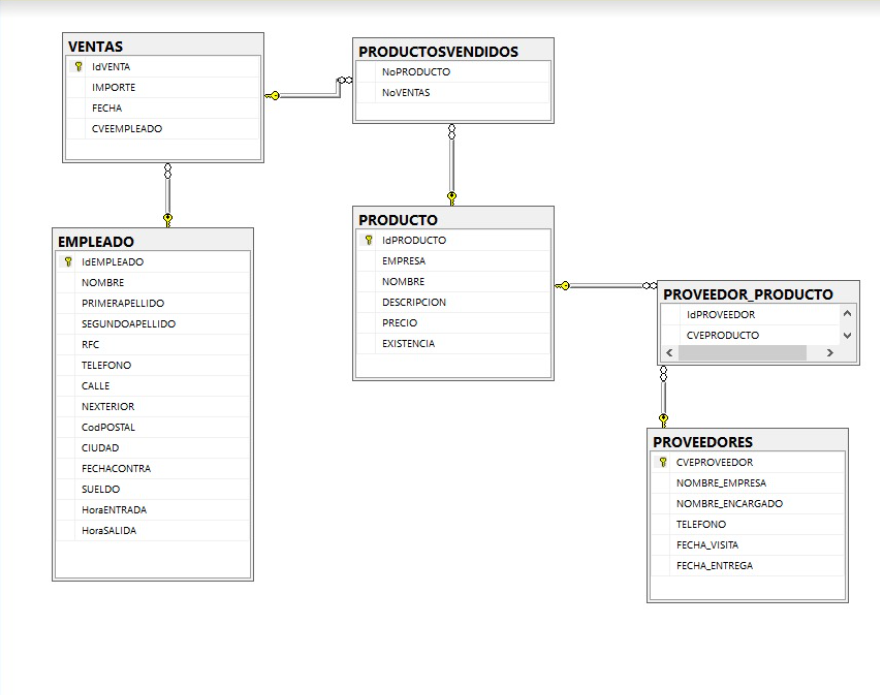 VENTAS
IdVENTA
IMPORTE
FECHA
CVEEMPLEADO
PRODUCTOSVENDIDOS
NoPRODUCTO
NoVENTAS
EMPLEADO
IdEMPLEADO
NOMBRE
PRIMERAPELLIDO
SEGUNDOAPELLIDO
RFC
TELEFONO
CALLE
NEXTERIOR
CodPOSTAL
CIUDAD
FECHACONTRA
SUELDO
HoraENTRADA
HoraSALIDA
PRODUCTO
IdPRODUCTO
EMPRESA
NOMBRE
DESCRIPCION
PRECIO
EXISTENCIA
PROVEEDOR_PRODUCTO
IdPROVEEDOR
CVEPRODUCTO
PROVEEDORES
CVEPROVEEDOR
NOMBRE_EMPRESA
NOMBRE_ENCARGADO
TELEFONO
FECHA_VISITA
FECHA_ENTREGA